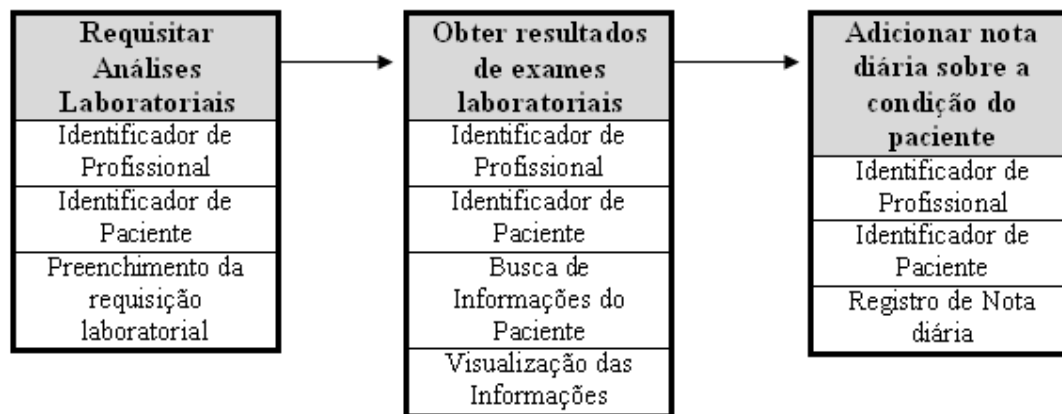 Requisitar
Análises
Laboratoriais
Identificador de
Profissional
Identificador de
Paciente
Preenchimento da
requisição
laboratorial
Obter resultados
de exames
laboratoriais
Identificador de
Profissional
Identificador de
Paciente
Busca de
Informações do
Paciente
Visualização das
Informações
Adicionar nota
diária sobre a
condição do
paciente
Identificador de
Profissional
Identificador de
Paciente
Registro de Nota
diária